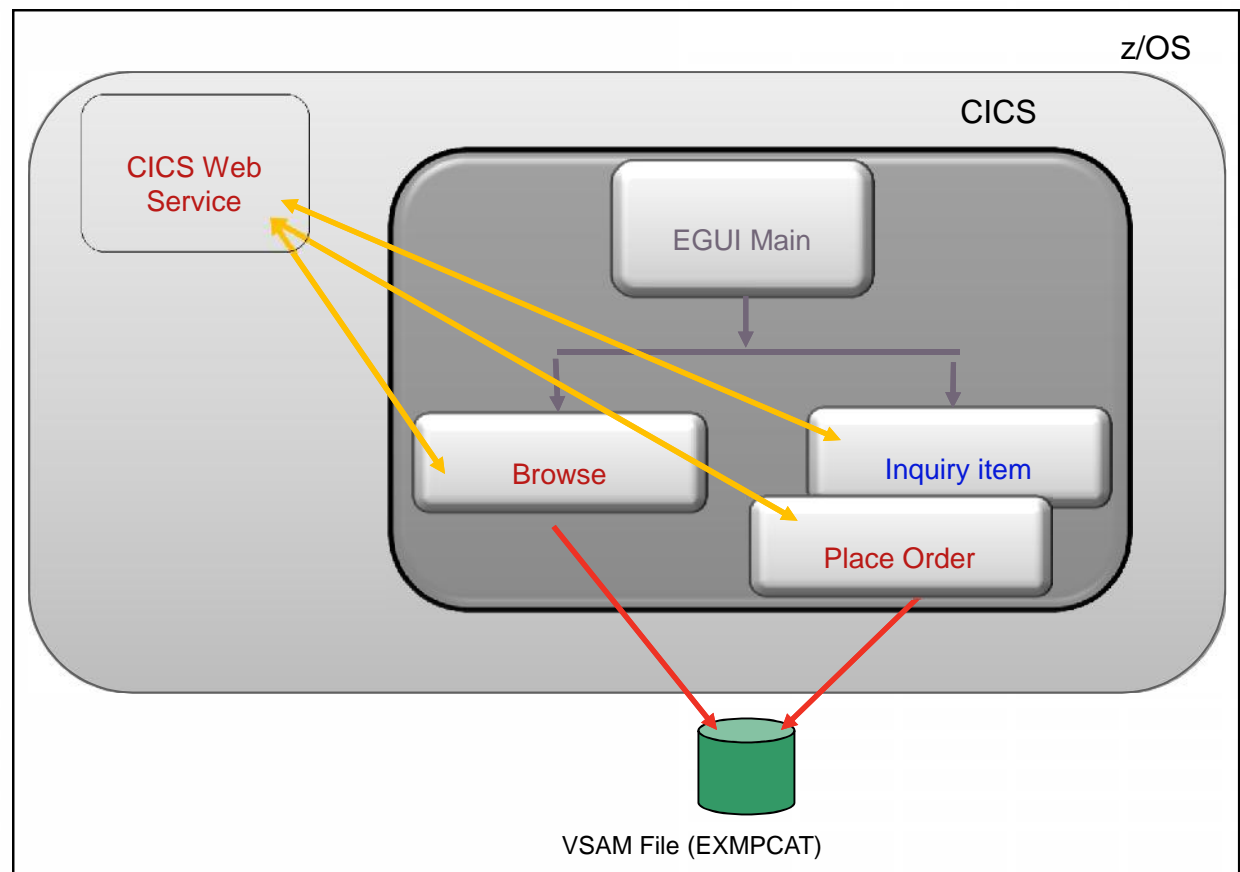 z/OS
CICS
CICS Web
Service
EGUI Main
Browse
Inquiry item
Place Order
VSAM File (EXMPCAT)